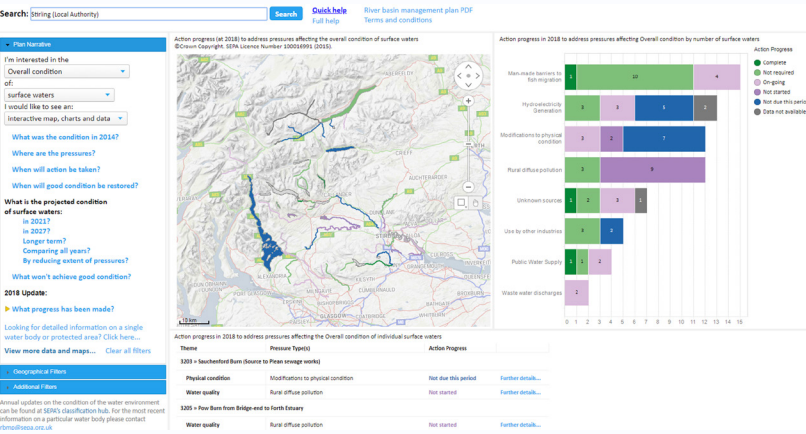 Search: Stiring (Local Authority) Search Quick help River basin management plan PDF
Full help Terms and conditions
Plan Narrative
I'm interested in the
Overall condition
of:
surface waters
I would like to see an:
interactive map, charts and data
What was the condition in 2014?
Where are the pressures?
When will action be taken?
When will good condition be restored?
What is the projected condition
of surface waters:
in 2021?
in 2027?
Longer term?
Comparing all years?
By reducing extent of pressures?
What won't achieve good condition?
2018 Update:
What progress has been made?
Looking for detailed information on a single
water body or protected area? Click here...
View more data and maps... Clear all filters
Geographical Filters
Additional Filters
Annual updates on the condition of the water environment
can be found at SEPA's classification hub. For the most recent
information on a particular water body please contact
rbmp@sepa.org.uk
Action progress (at 2018) to address pressures affecting the overall condition of surface waters
©Crown Copyright. SEPA Licence Number 100016991 (2015).
CRIEFF
AUCHTERARDER
DUNBLANE
STIRLING
ALEXANDRIA
KILSYTH
CUMBERNAULD
BISHOPBRIGGS
GLASGOW
COATBRIDGE
AIRDRIE
BATHGATE
WHITBURN
BROXBURN
10 km
Action progress in 2018 to address pressures affecting Overall condition by number of surface waters
Action Progress
Complete
Not required
On-going
Not started
Not due this period
Data not available
Man-made barriers to
fish migration
1 10 4
Hydroelectricity
Generation
3 3 5 2
Modifications to physical
condition
3 2 7
Rural diffuse pollution
3 9
Unknown sources
1 2 3 1
Use by other industries
3 2
Public Water Supply
1 1 2
Waste water discharges
2
0 1 2 3 4 5 6 7 8 9 10 11 12 13 14 15
Action progress in 2018 to address pressures affecting the Overall condition of individual surface waters
Theme Pressure Type(s) Action Progress
3203 » Sauchenford Burn (Source to Plean sewage works)
Physical condition Modifications to physical condition Not due this period Further details...
Water quality Rural diffuse pollution Not started Further details...
3205 » Pow Burn from Bridge-end to Forth Estuary
Water quality Rural diffuse pollution Not started Further details...